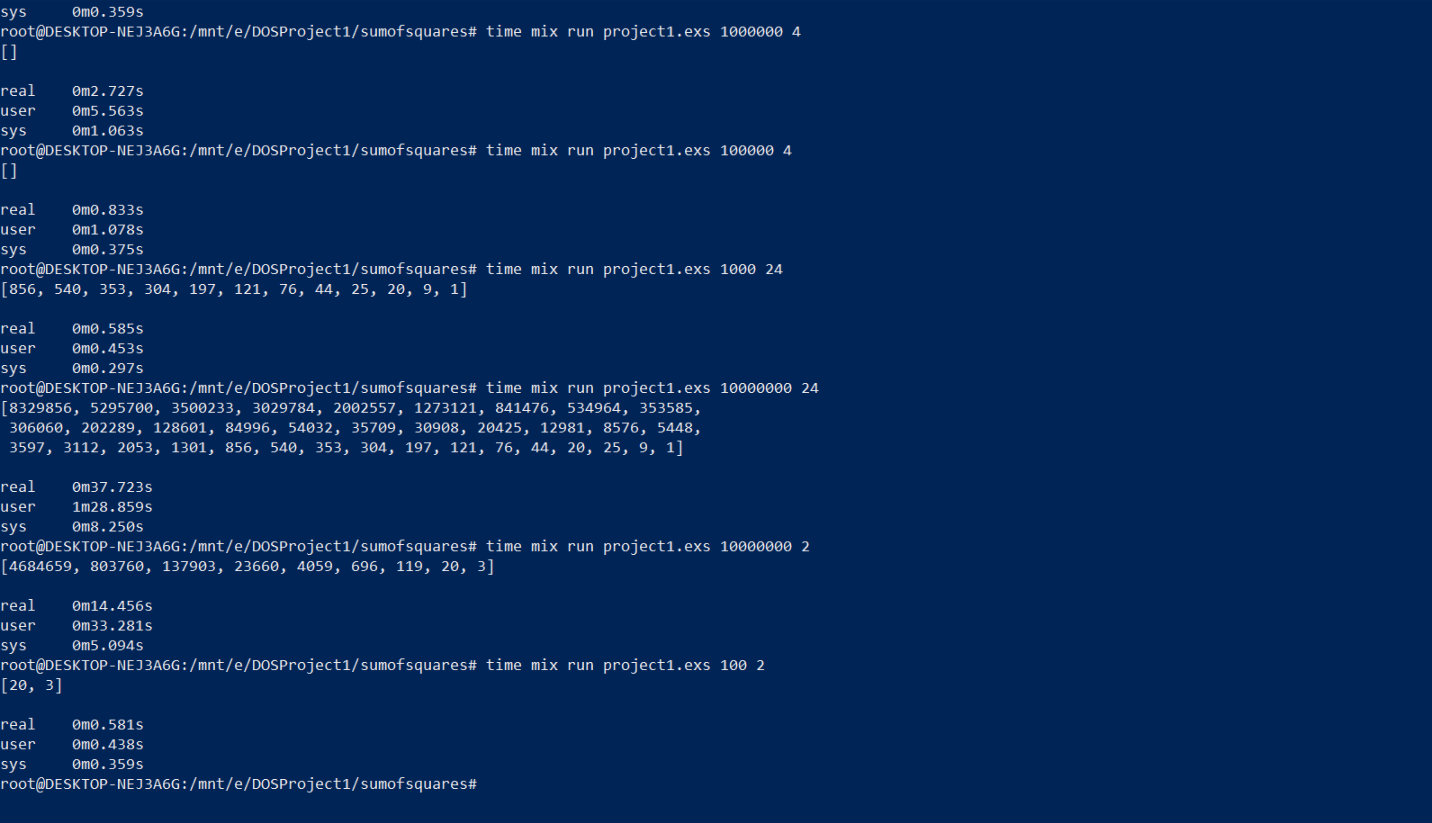 sys     0m0.359s
root@DESKTOP-NEJ3A6G:/mnt/e/DOSProject1/sumofsquares# time mix run project1.exs 1000000 4
[]
real    0m2.727s
user    0m5.563s
sys     0m1.063s
root@DESKTOP-NEJ3A6G:/mnt/e/DOSProject1/sumofsquares# time mix run project1.exs 100000 4
[]
real    0m0.833s
user    0m1.078s
sys     0m0.375s
root@DESKTOP-NEJ3A6G:/mnt/e/DOSProject1/sumofsquares# time mix run project1.exs 1000 24
[856, 540, 353, 304, 197, 121, 76, 44, 25, 20, 9, 1]
real    0m0.585s
user    0m0.453s
sys     0m0.297s
root@DESKTOP-NEJ3A6G:/mnt/e/DOSProject1/sumofsquares# time mix run project1.exs 10000000 24
[8329856, 5295700, 3500233, 3029784, 2002557, 1273121, 841476, 534964, 353585,
 306060, 202289, 128601, 84996, 54032, 35709, 30908, 20425, 12981, 8576, 5448,
 3597, 3112, 2053, 1301, 856, 540, 353, 304, 197, 121, 76, 44, 20, 25, 9, 1]
real    0m37.723s
user    1m28.859s
sys     0m8.250s
root@DESKTOP-NEJ3A6G:/mnt/e/DOSProject1/sumofsquares# time mix run project1.exs 10000000 2
[4684659, 803760, 137903, 23660, 4059, 696, 119, 20, 3]
real    0m14.456s
user    0m33.281s
sys     0m5.094s
root@DESKTOP-NEJ3A6G:/mnt/e/DOSProject1/sumofsquares# time mix run project1.exs 100 2
[20, 3]
real    0m0.581s
user    0m0.438s
sys     0m0.359s
root@DESKTOP-NEJ3A6G:/mnt/e/DOSProject1/sumofsquares#